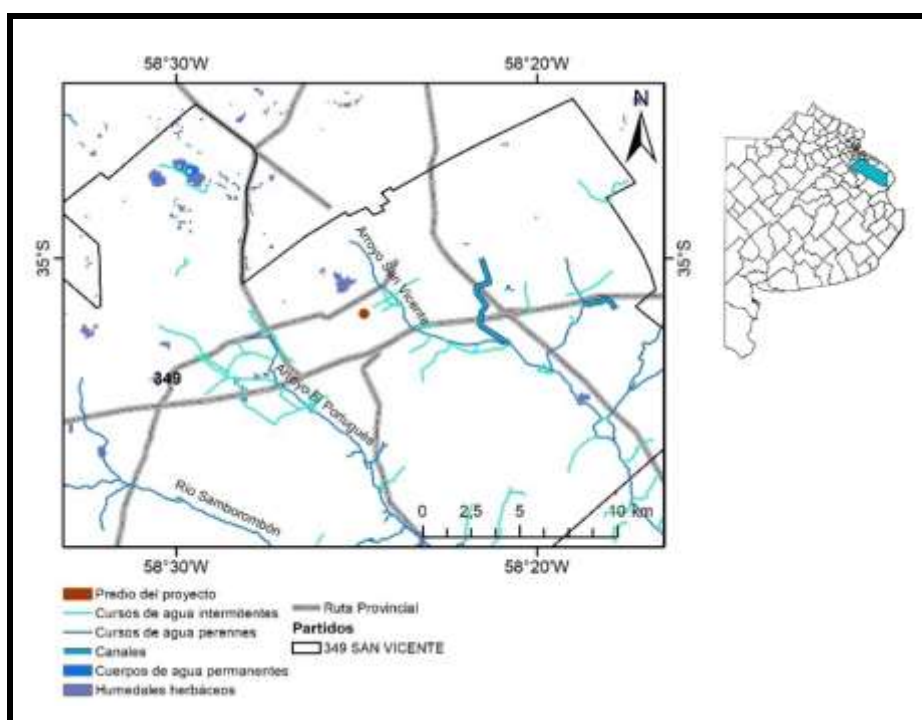 58°30'W
58°20'W
N
35°S
35°S
Arroyo San Vicente
349
Arroyo El Portugués
Río Samborombón
0 2,5 5 10 km
58°30'W
58°20'W
Predio del proyecto
Cursos de agua intermitentes
Cursos de agua perennes
Canales
Cuerpos de agua permanentes
Humedales herbáceos
Ruta Provincial
Partidos
349 SAN VICENTE